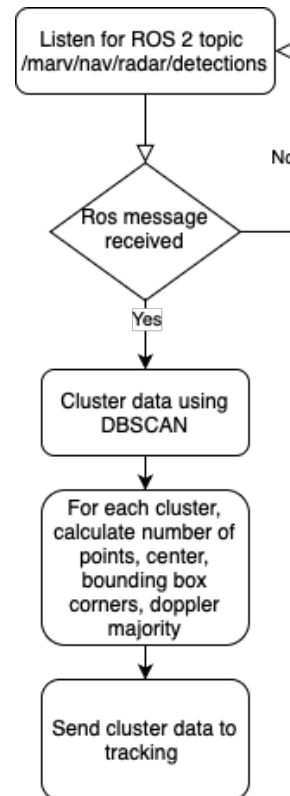 Listen for ROS 2 topic
/marv/nav/radar/detections
No
Ros message
received
Yes
Cluster data using
DBSCAN
For each cluster,
calculate number of
points, center,
bounding box
corners, doppler
majority
Send cluster data to
tracking